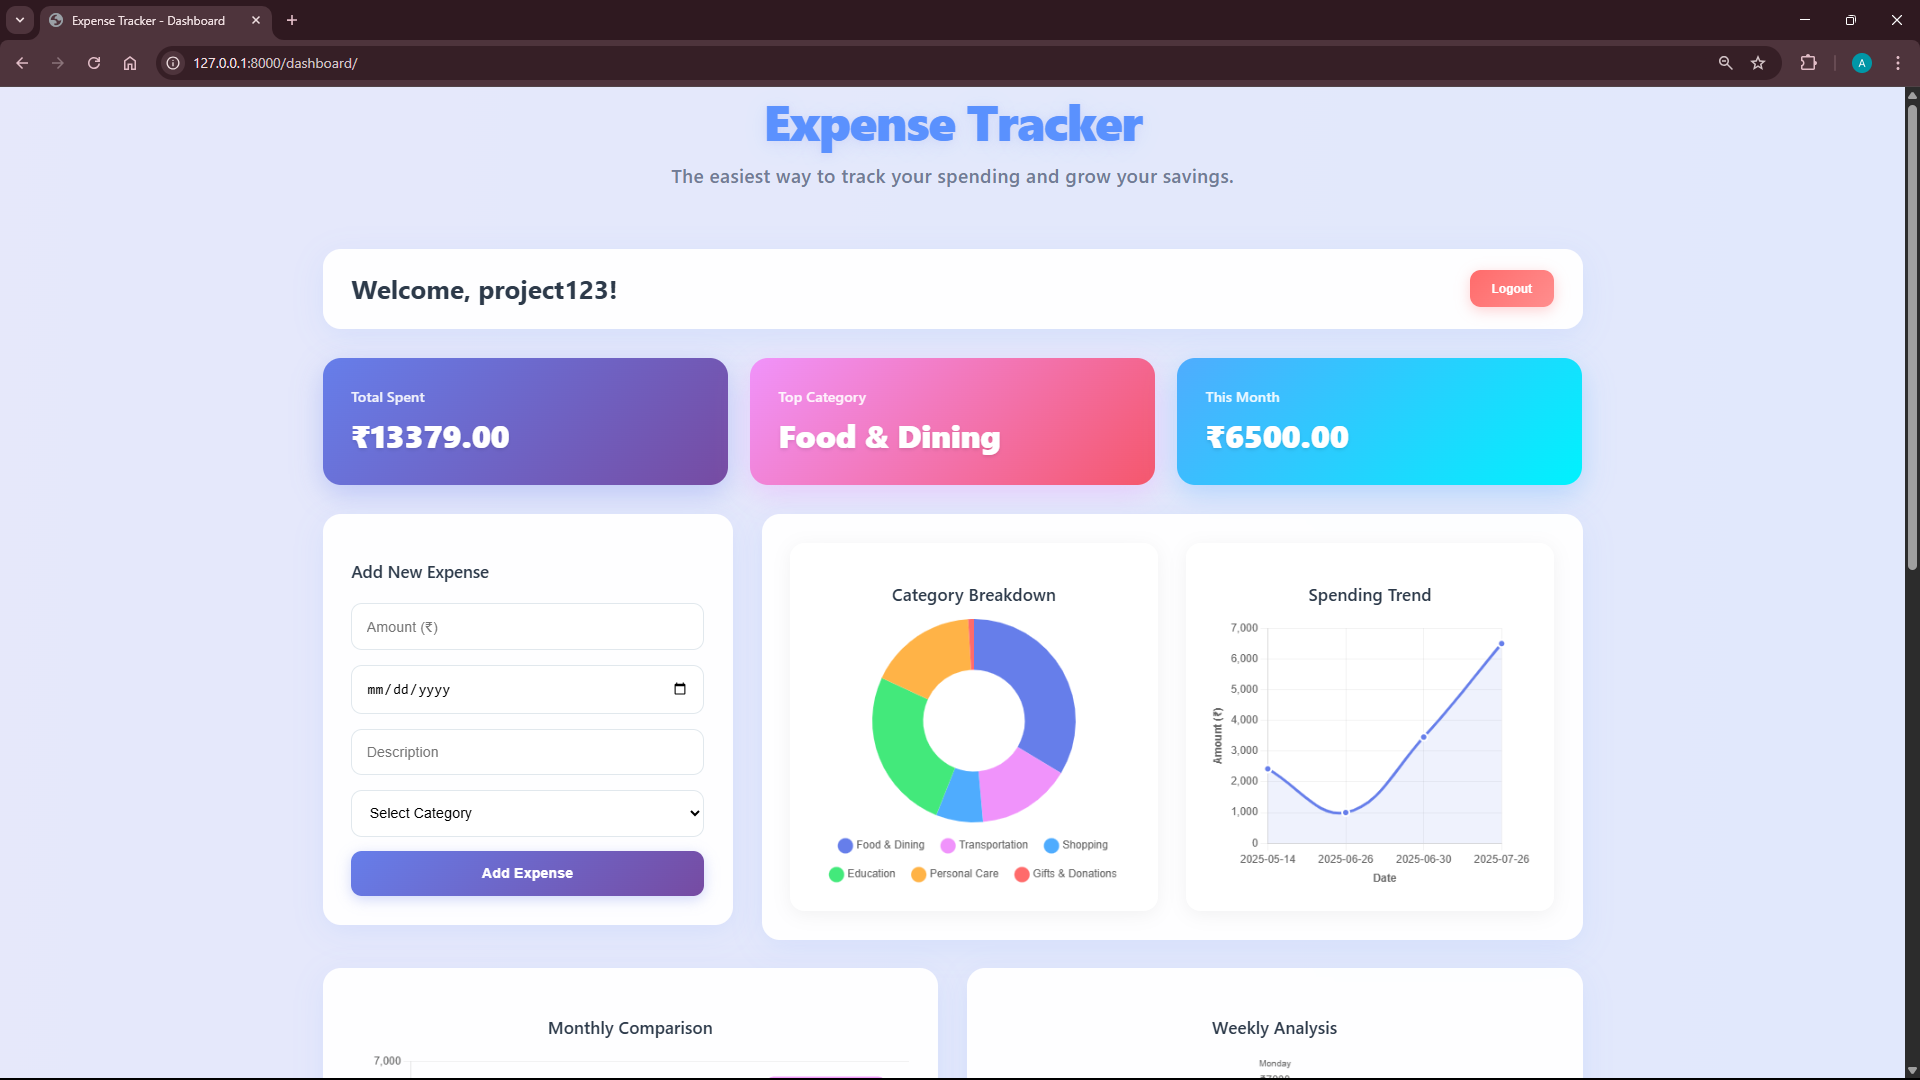 Expense Tracker - Dashboard
127.0.0.1:8000/dashboard/
A
Expense Tracker
The easiest way to track your spending and grow your savings.
Welcome, project123!
Logout
Total Spent
₹13379.00
Top Category
Food & Dining
This Month
₹6500.00
Add New Expense
Amount (₹)
mm/dd/yyyy
Description
Select Category
Add Expense
Category Breakdown
Food & Dining
Transportation
Shopping
Education
Personal Care
Gifts & Donations
Spending Trend
7,000
6,000
5,000
4,000
3,000
2,000
1,000
0
Amount (₹)
2025-05-14
2025-06-26
2025-06-30
2025-07-26
Date
Monthly Comparison
7,000
Weekly Analysis
Monday